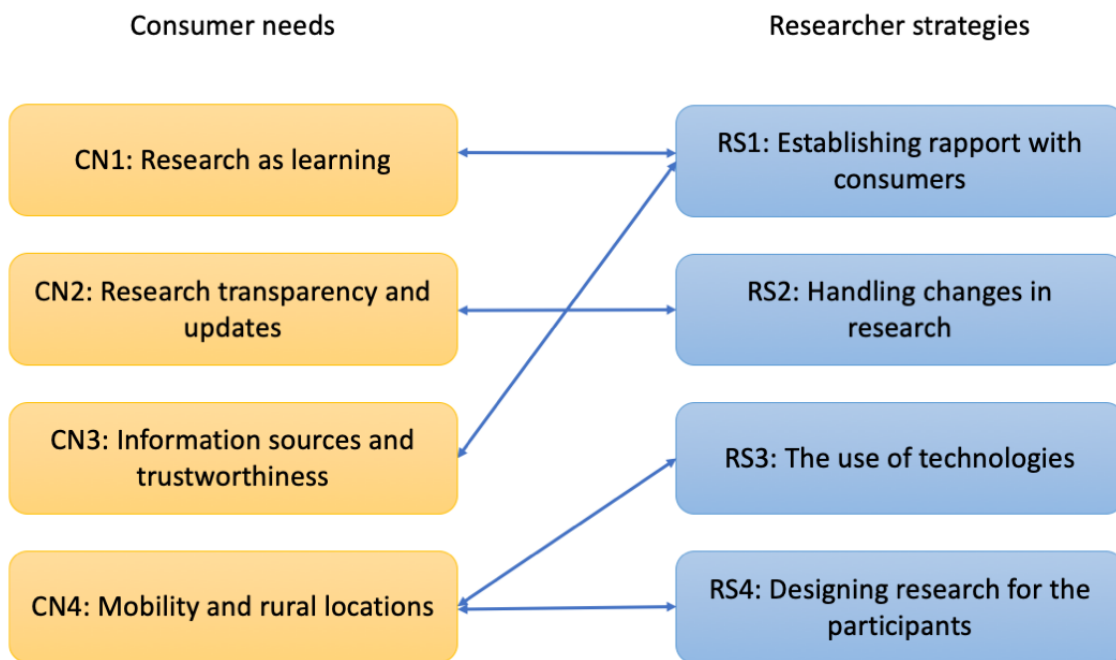 Consumer needs
Researcher strategies
CN1: Research as learning
RS1: Establishing rapport with
consumers
CN2: Research transparency and
updates
RS2: Handling changes in
research
CN3: Information sources and
trustworthiness
RS3: The use of technologies
CN4: Mobility and rural locations
RS4: Designing research for the
participants